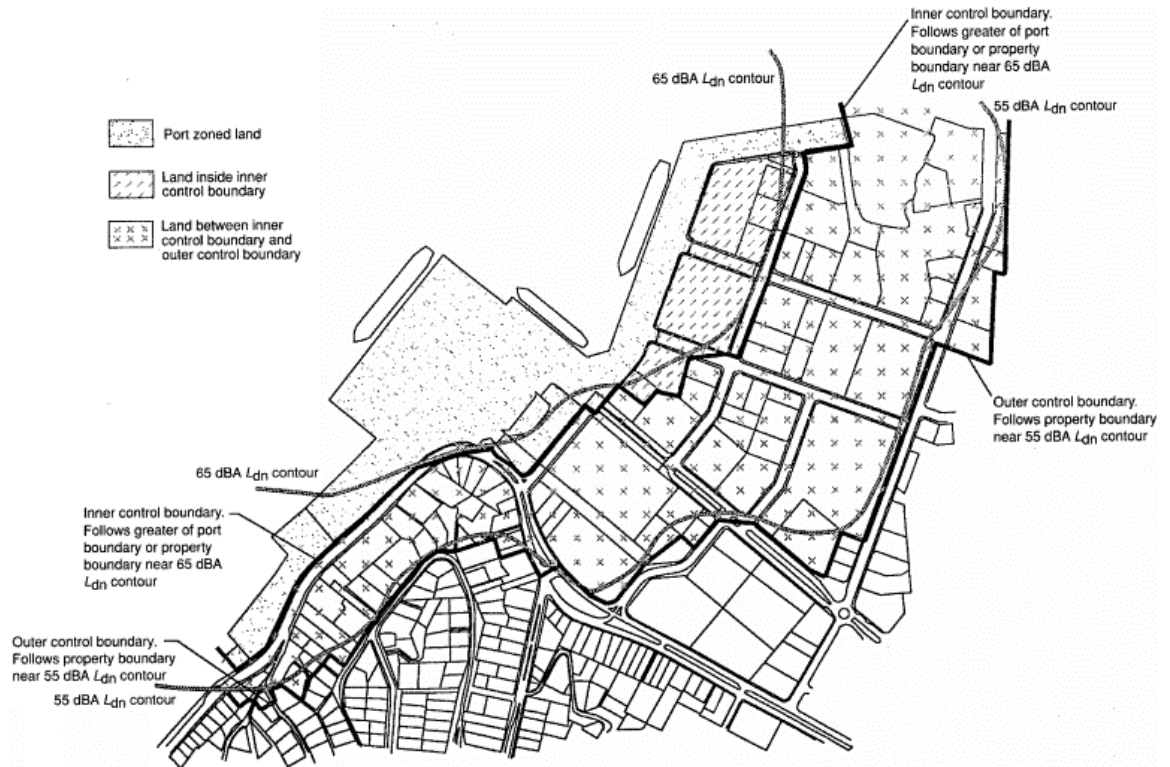 Inner control boundary.
Follows greater of port
boundary or property
boundary near 65 dBA
Ldn contour
65 dBA Ldn contour
55 dBA Ldn contour
Port zoned land
Land inside inner
control boundary
Land between inner
control boundary and
outer control boundary
Outer control boundary.
Follows property boundary
near 55 dBA Ldn contour
65 dBA Ldn contour
Inner control boundary.
Follows greater of port
boundary or property
boundary near 65 dBA
Ldn contour
Outer control boundary.
Follows property boundary
near 55 dBA Ldn contour
55 dBA Ldn contour